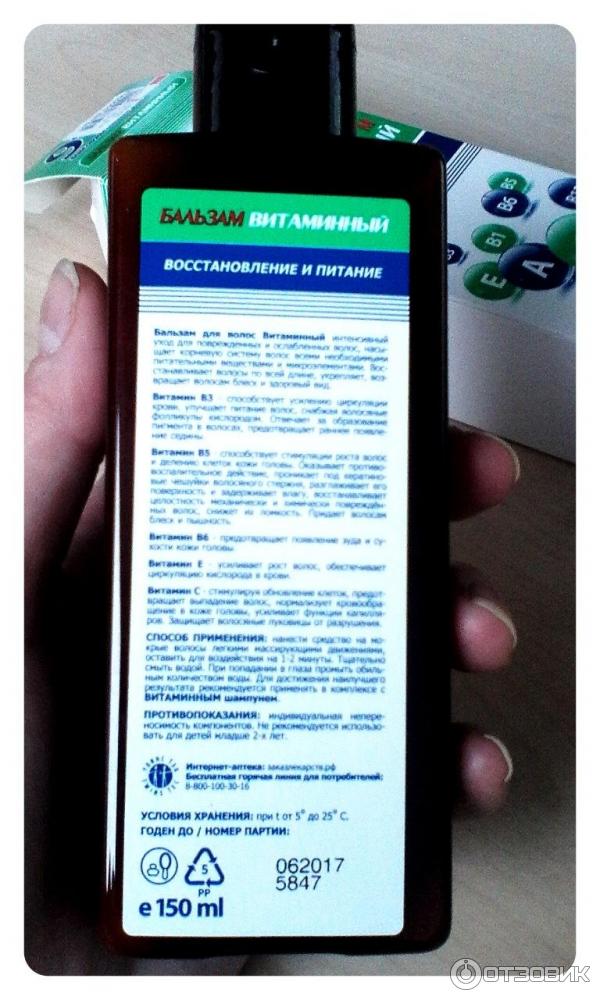 БАЛЬЗАМ ВИТАМИННЫЙ
ВОССТАНОВЛЕНИЕ И ПИТАНИЕ
Бальзам для волос Витаминный интенсивный
уход для поврежденных и ослабленных волос, насы-
щает корневую систему волос всеми необходимыми
питательными веществами и микроэлементами. Вос-
станавливает волосы по всей длине, укрепляет, воз-
вращает волосам блеск и здоровый вид.
Витамин В3 - способствует усилению циркуляции
крови, улучшает питание волос, снабжая волосяные
фолликулы кислородом. Отвечает за образование
пигмента в волосах, предотвращает раннее появле-
ние седины.
Витамин В5 - способствует стимуляции роста волос
и делению клеток кожи головы. Оказывает противо-
воспалительное действие, проникает под кератино-
вые чешуйки волосяного стержня, разглаживает его
поверхность и задерживает влагу, восстанавливает
целостность механически и химически повреждён-
ных волос, снижет их ломкость. Придает волосам
блеск и пышность.
Витамин В6 - предотвращает появление зуда и су-
хости кожи головы.
Витамин Е - усиливает рост волос, обеспечивает
циркуляцию кислорода в крови.
Витамин С - стимулируя обновление клеток, предот-
вращает выпадение волос, нормализует кровообра-
щение в коже головы, усиливает функции капилля-
ров. Защищает волосяные луковицы от разрушения.
СПОСОБ ПРИМЕНЕНИЯ: нанести средство на мо-
крые волосы легкими массирующими движениями,
оставить для воздействия на 1-2 минуты. Тщательно
смыть водой. При попадании в глаза промыть обиль-
ным количеством воды. Для достижения наилучшего
результата рекомендуется применять в комплексе с
ВИТАМИННЫМ шампунем.
ПРОТИВОПОКАЗАНИЯ: индивидуальная непере-
носимость компонентов. Не рекомендуется использо-
вать для детей младше 2-х лет.
Интернет-аптека: заказлекарств.рф
Бесплатная горячая линия для потребителей:
8-800-100-30-16
УСЛОВИЯ ХРАНЕНИЯ: при t от 5° до 25° С.
ГОДЕН ДО / НОМЕР ПАРТИИ:
062017
5847
5
PP
e 150 ml
B5
B6
B1
E
A
ОТЗОВИК